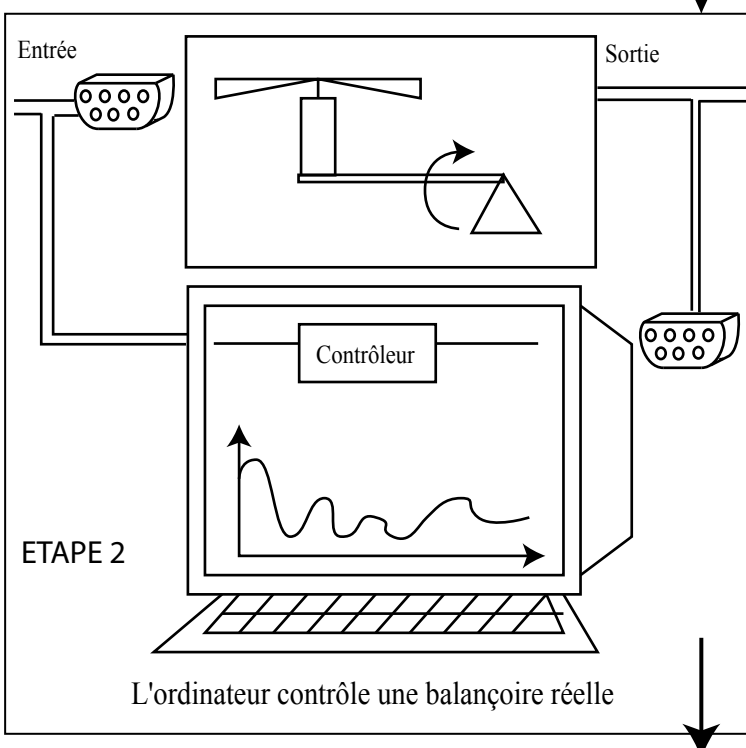 Entrée
Sortie
Contrôleur
ETAPE 2
L'ordinateur contrôle une balançoire réelle